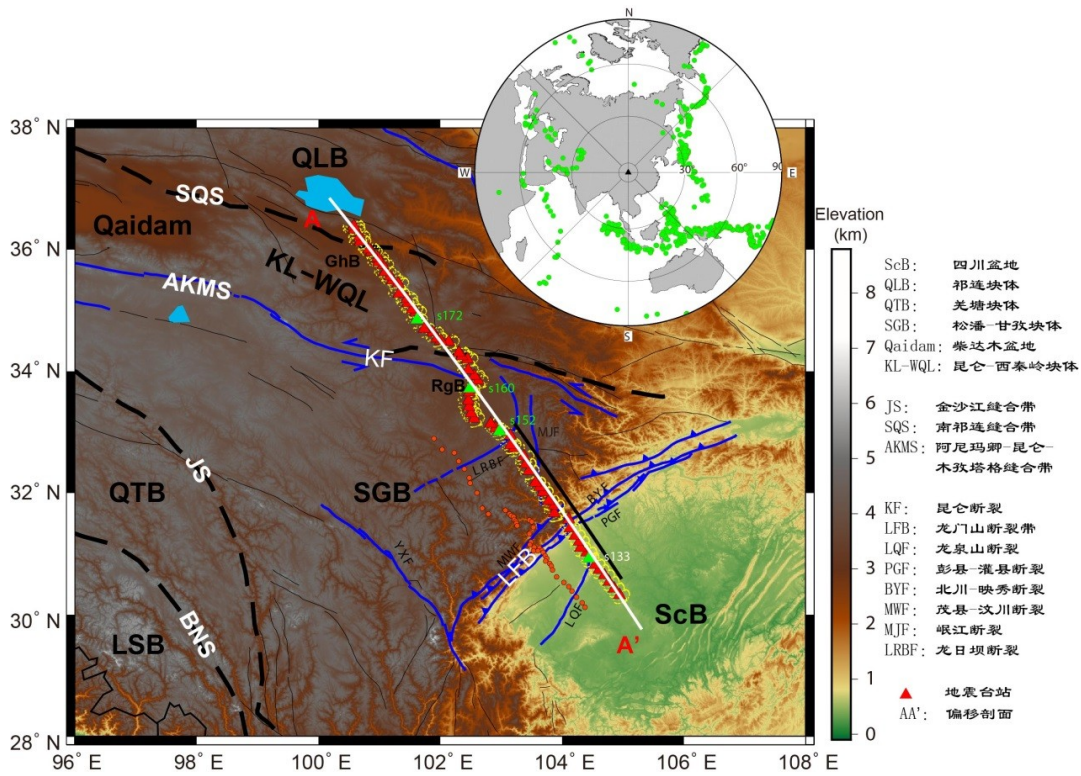 N
W
30°
60°
90
E
S
38° N
36° N
34° N
32° N
30° N
28° N
96° E
98° E
100° E
102° E
104° E
106° E
108° E
QLB
SQS
A
Qaidam
GhB
KL-WQL
AKMS
s172
KF
RgB
s160
s152
MJF
LRBF
JS
QTB
SGB
BYF
PGF
YXF
MWF
LFB
s133
LQF
ScB
BNS
LSB
A'
Elevation
(km)
8
7
6
5
4
3
2
1
0
ScB: 四川盆地
QLB: 祁连块体
QTB: 羌塘块体
SGB: 松潘-甘孜块体
Qaidam: 柴达木盆地
KL-WQL: 昆仑-西秦岭块体
JS: 金沙江缝合带
SQS: 南祁连缝合带
AKMS: 阿尼玛卿-昆仑-
木孜塔格缝合带
KF: 昆仑断裂
LFB: 龙门山断裂带
LQF: 龙泉山断裂
PGF: 彭县-灌县断裂
BYF: 北川-映秀断裂
MWF: 茂县-汶川断裂
MJF: 岷江断裂
LRBF: 龙日坝断裂
地震台站
AA': 偏移剖面